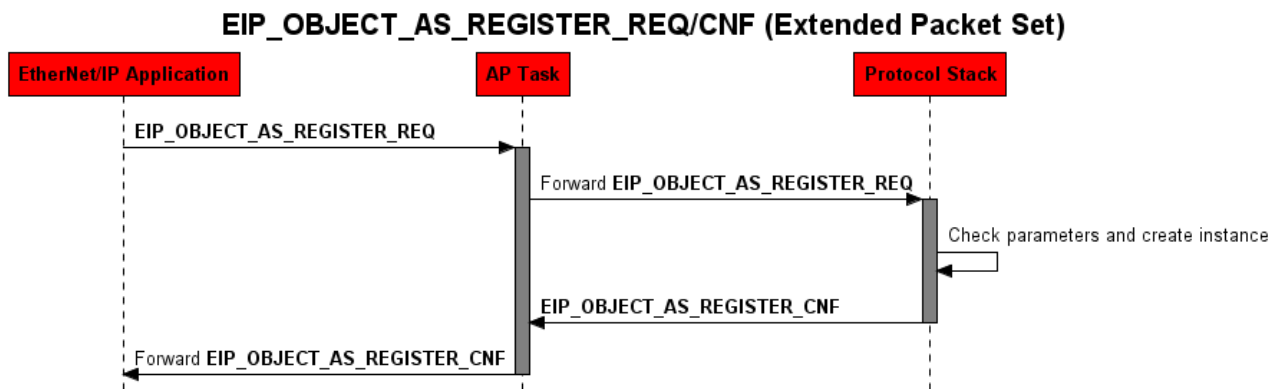 EIP_OBJECT_AS_REGISTER_REQ/CNF (Extended Packet Set)
EtherNet/IP Application
AP Task
Protocol Stack
EIP_OBJECT_AS_REGISTER_REQ
Forward EIP_OBJECT_AS_REGISTER_REQ
Check parameters and create instance
EIP_OBJECT_AS_REGISTER_CNF
Forward EIP_OBJECT_AS_REGISTER_CNF